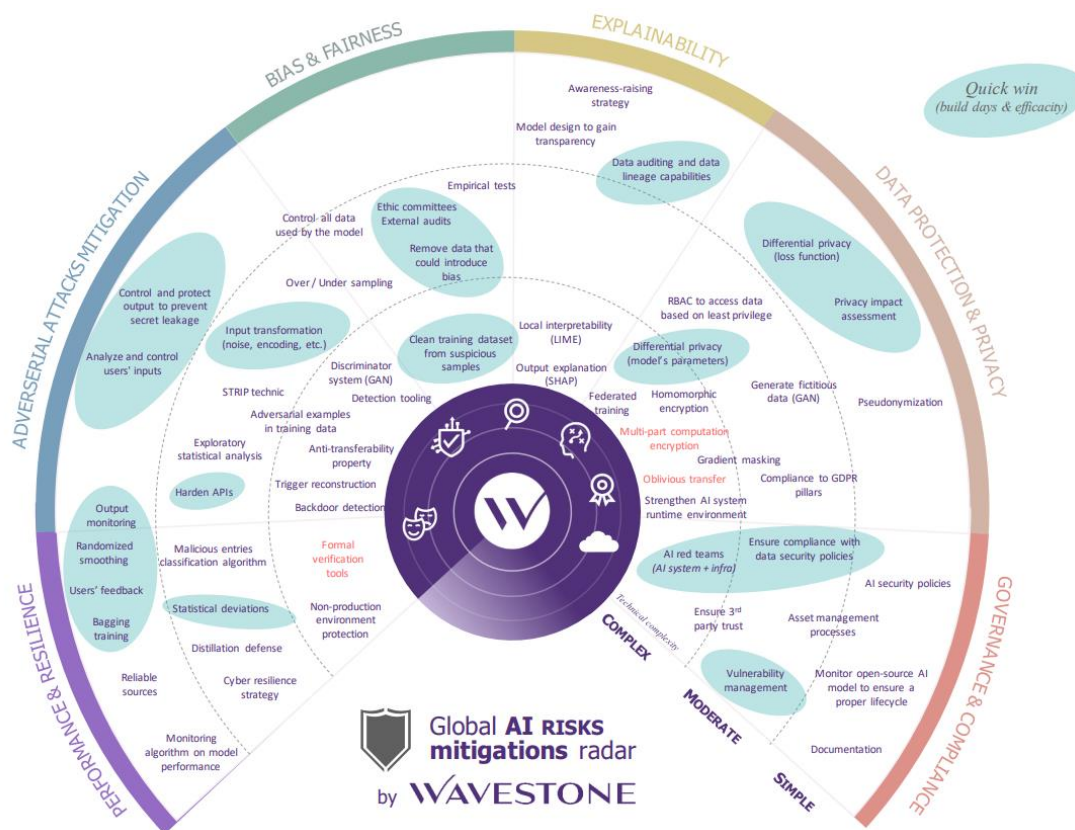 EXPLAINABILITY
BIAS & FAIRNESS
ADVERSERIAL ATTACKS MITIGATION
DATA PROTECTION & PRIVACY
PERFORMANCE & RESILIENCE
GOVERNANCE & COMPLIANCE
Quick win
(build days & efficacity)
Awareness-raising
strategy
Model design to gain
transparency
Data auditing and data
lineage capabilities
Empirical tests
Ethic committees
External audits
Remove data that
could introduce
bias
Control all data
used by the model
Over / Under sampling
Control and protect
output to prevent
secret leakage
Analyze and control
users' inputs
Input transformation
(noise, encoding, etc.)
Clean training dataset
from suspicious
samples
Discriminator
system (GAN)
Detection tooling
STRIP technic
Adversarial examples
in training data
Exploratory
statistical analysis
Anti-transferability
property
Harden APIs
Trigger reconstruction
Backdoor detection
Local interpretability
(LIME)
Output explanation
(SHAP)
Differential privacy
(loss function)
Privacy impact
assessment
RBAC to access data
based on least privilege
Differential privacy
(model's parameters)
Federated
training
Homomorphic
encryption
Generate fictitious
data (GAN)
Pseudonymization
Multi-part computation
encryption
Gradient masking
Oblivious transfer
Compliance to GDPR
pillars
Strengthen AI system
runtime environment
Output
monitoring
Randomized
smoothing
Users' feedback
Bagging
training
Malicious entries
classification algorithm
Formal
verification
tools
Statistical deviations
Non-production
environment
protection
Distillation defense
Reliable
sources
Cyber resilience
strategy
Monitoring
algorithm on model
performance
AI red teams
(AI system + infra)
Ensure compliance with
data security policies
AI security policies
Ensure 3rd
party trust
Asset management
processes
Vulnerability
management
Monitor open-source AI
model to ensure a
proper lifecycle
Documentation
Technical complexity
COMPLEX
MODERATE
SIMPLE
W
Global AI RISKS
mitigations radar
by WAVESTONE